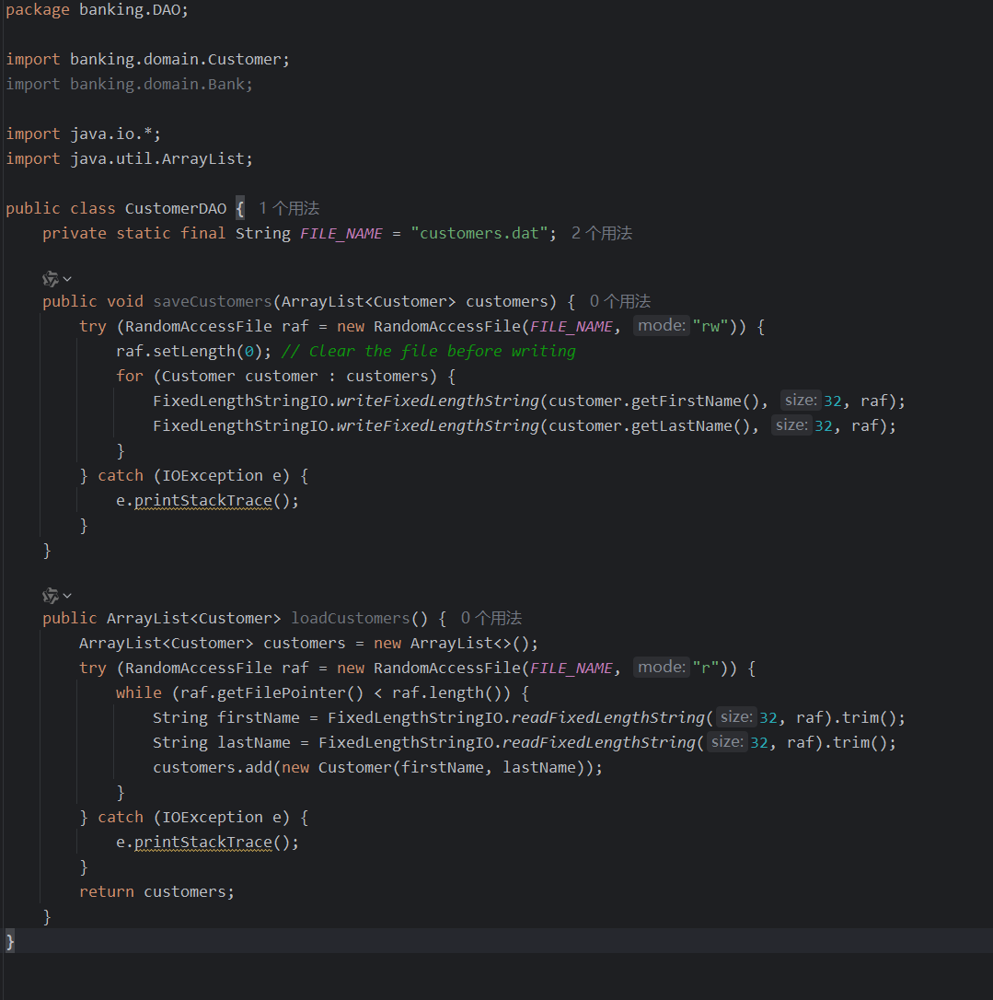 package banking.DAO;
import banking.domain.Customer;
import banking.domain.Bank;
import java.io.*;
import java.util.ArrayList;
public class CustomerDAO { 1 个用法
    private static final String FILE_NAME = "customers.dat"; 2 个用法
    public void saveCustomers(ArrayList<Customer> customers) { 0 个用法
        try (RandomAccessFile raf = new RandomAccessFile(FILE_NAME, mode: "rw")) {
            raf.setLength(0); // Clear the file before writing
            for (Customer customer : customers) {
                FixedLengthStringIO.writeFixedLengthString(customer.getFirstName(), size: 32, raf);
                FixedLengthStringIO.writeFixedLengthString(customer.getLastName(), size: 32, raf);
            }
        } catch (IOException e) {
            e.printStackTrace();
        }
    }
    public ArrayList<Customer> loadCustomers() { 0 个用法
        ArrayList<Customer> customers = new ArrayList<>();
        try (RandomAccessFile raf = new RandomAccessFile(FILE_NAME, mode: "r")) {
            while (raf.getFilePointer() < raf.length()) {
                String firstName = FixedLengthStringIO.readFixedLengthString( size: 32, raf).trim();
                String lastName = FixedLengthStringIO.readFixedLengthString( size: 32, raf).trim();
                customers.add(new Customer(firstName, lastName));
            }
        } catch (IOException e) {
            e.printStackTrace();
        }
        return customers;
    }
}